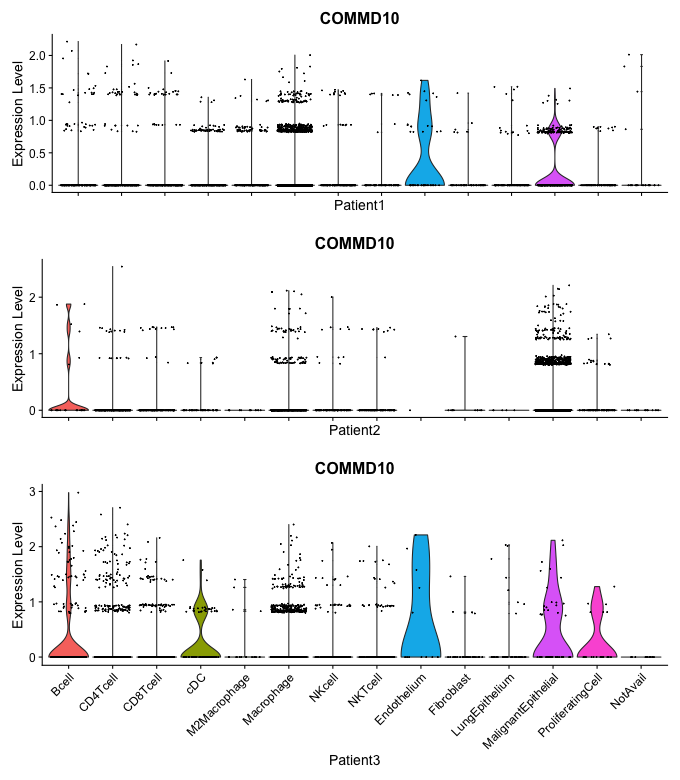 COMMD10
Expression Level
2.0
1.5
1.0
0.5
0.0
Patient1
COMMD10
Expression Level
2
1
0
Patient2
COMMD10
Expression Level
3
2
1
0
Bcell
CD4Tcell
CD8Tcell
cDC
M2Macrophage
Macrophage
NKcell
NKTcell
Endothelium
Fibroblast
LungEpithelium
MalignantEpithelial
ProliferatingCell
NotAvail
Patient3